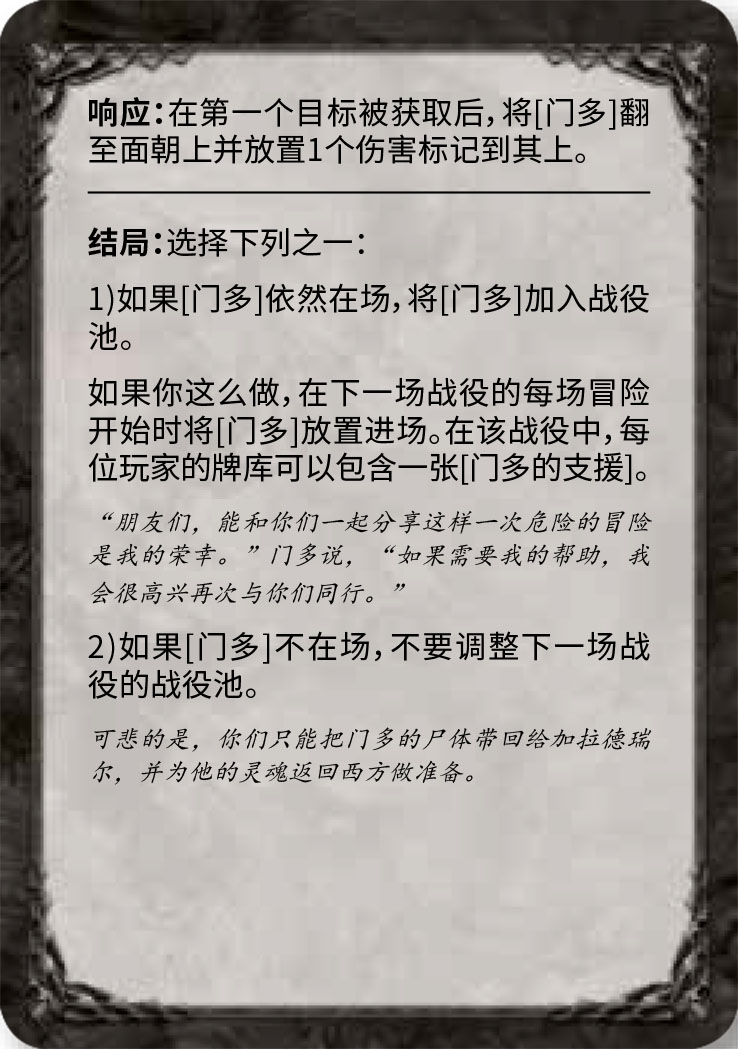 响应：在第一个目标被获取后，将[门多]翻
至面朝上并放置1个伤害标记到其上。
结局：选择下列之一：
1)如果[门多]依然在场，将[门多]加入战役
池。
如果你这么做，在下一场战役的每场冒险
开始时将[门多]放置进场。在该战役中，每
位玩家的牌库可以包含一张[门多的支援]。
“朋友们，能和你们一起分享这样一次危险的冒险
是我的荣幸。”门多说，“如果需要我的帮助，我
会很高兴再次与你们同行。”
2)如果[门多]不在场，不要调整下一场战
役的战役池。
可悲的是，你们只能把门多的尸体带回给加拉德瑞
尔，并为他的灵魂返回西方做准备。